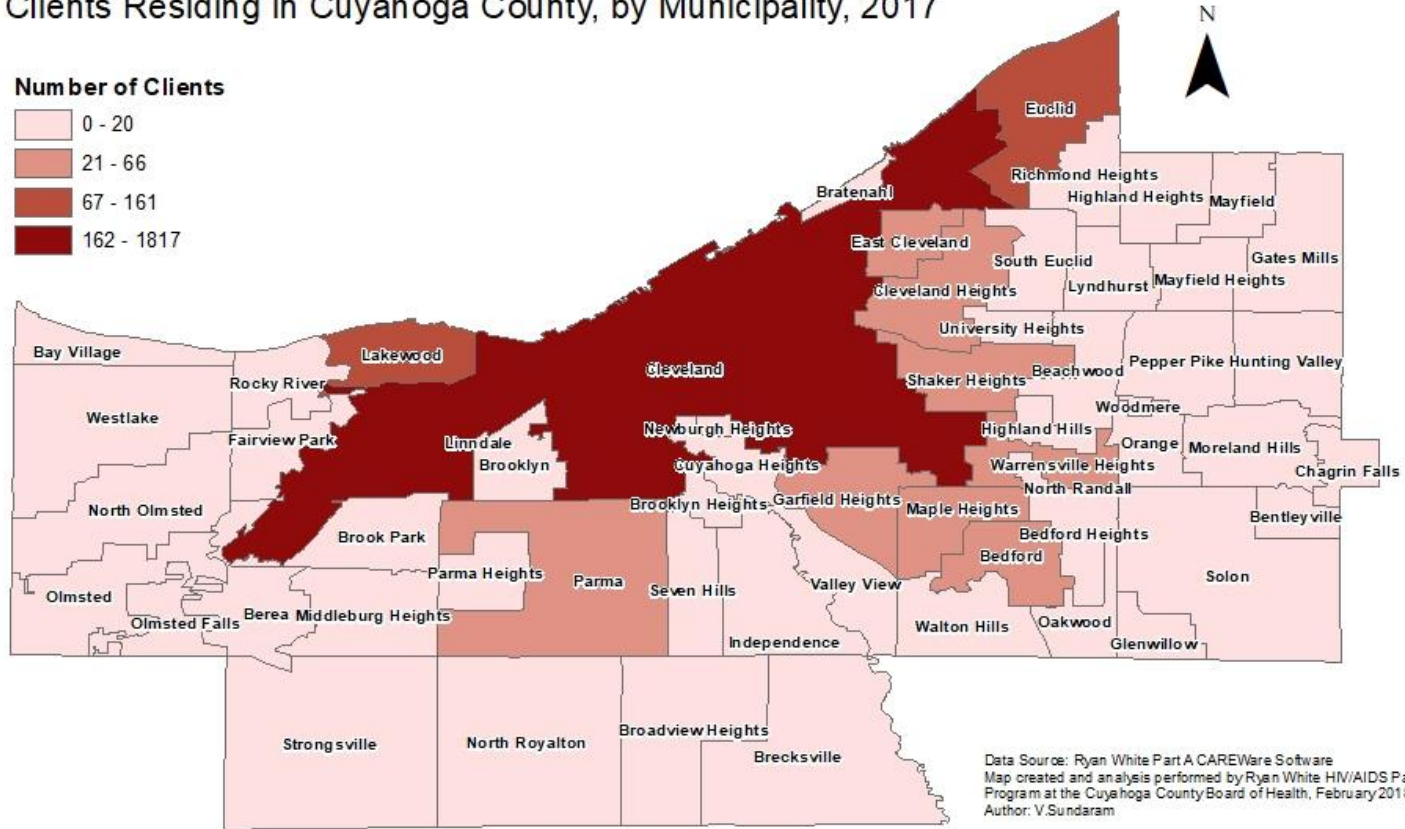 Clients Residing in Cuyahoga County, by Municipality, 2017
N
Number of Clients
0 - 20
21 - 66
67 - 161
162 - 1817
Euclid
Richmond Heights
Highland Heights
Mayfield
Bratenahl
East Cleveland
South Euclid
Gates Mills
Lyndhurst
Mayfield Heights
Cleveland Heights
University Heights
Bay Village
Lakewood
Rocky River
Cleveland
Shaker Heights
Beachwood
Pepper Pike
Hunting Valley
Westlake
Woodmere
Fairview Park
Linndale
Newburgh Heights
Highland Hills
Orange
Moreland Hills
Brooklyn
Cuyahoga Heights
Warrensville Heights
Chagrin Falls
North Randall
North Olmsted
Brooklyn Heights
Garfield Heights
Maple Heights
Bentleyville
Brook Park
Bedford Heights
Bedford
Parma Heights
Parma
Seven Hills
Valley View
Solon
Olmsted
Olmsted Falls
Berea
Middleburg Heights
Walton Hills
Oakwood
Independence
Glenwillow
Strongsville
North Royalton
Broadview Heights
Brecksville
Data Source: Ryan White Part A CAREWare Software
Map created and analysis performed by Ryan White HIV/AIDS Pa
Program at the Cuyahoga County Board of Health, February 2018
Author: V.Sundaram